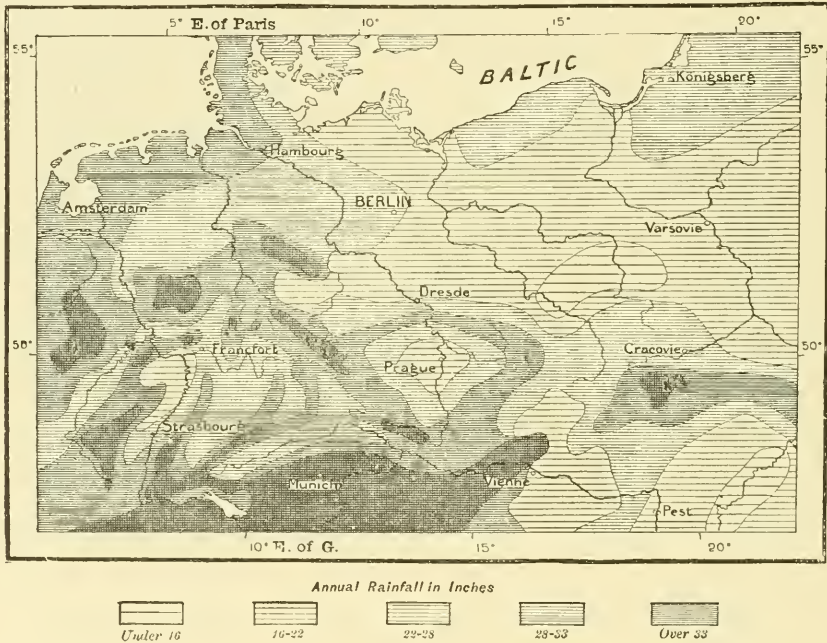 5° E. of Paris 10° 15° 20°
55° 55°
BALTIC
Königsberg
Hambourg
Amsterdam
BERLIN
Varsovie
Dresde
50° 50°
Francfort
Prague
Cracovie
Strasbourg
Munich
Vienne
Pest
10° E. of G. 15° 20°
Annual Rainfall in Inches
Under 16 16-22 22-28 28-33 Over 33